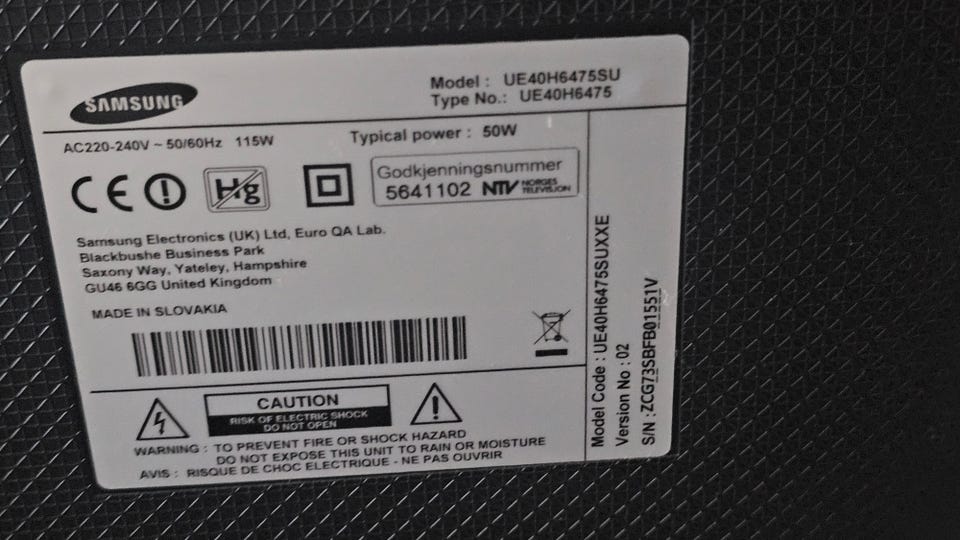 SAMSUNG
Model : UE40H6475SU
Type No.: UE40H6475
AC220-240V ~ 50/60Hz 115W
Typical power : 50W
CE
Hg
Godkjenningsnummer
5641102 NTV NORGES TELEVISJON
Samsung Electronics (UK) Ltd, Euro QA Lab.
Blackbushe Business Park
Saxony Way, Yateley, Hampshire
GU46 6GG United Kingdom
MADE IN SLOVAKIA
CAUTION
RISK OF ELECTRIC SHOCK
DO NOT OPEN
WARNING : TO PREVENT FIRE OR SHOCK HAZARD
DO NOT EXPOSE THIS UNIT TO RAIN OR MOISTURE
AVIS : RISQUE DE CHOC ELECTRIQUE - NE PAS OUVRIR
Model Code : UE40H6475SUXXE
Version No : 02
S/N : ZCG73SBFB01551V